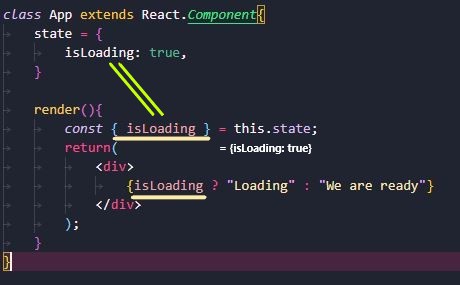 class App extends React.Component{
state = {
isLoading: true,
}
render(){
const { isLoading } = this.state;
return(
= {isLoading: true}
<div>
{isLoading ? "Loading" : "We are ready"}
</div>
);
}
}